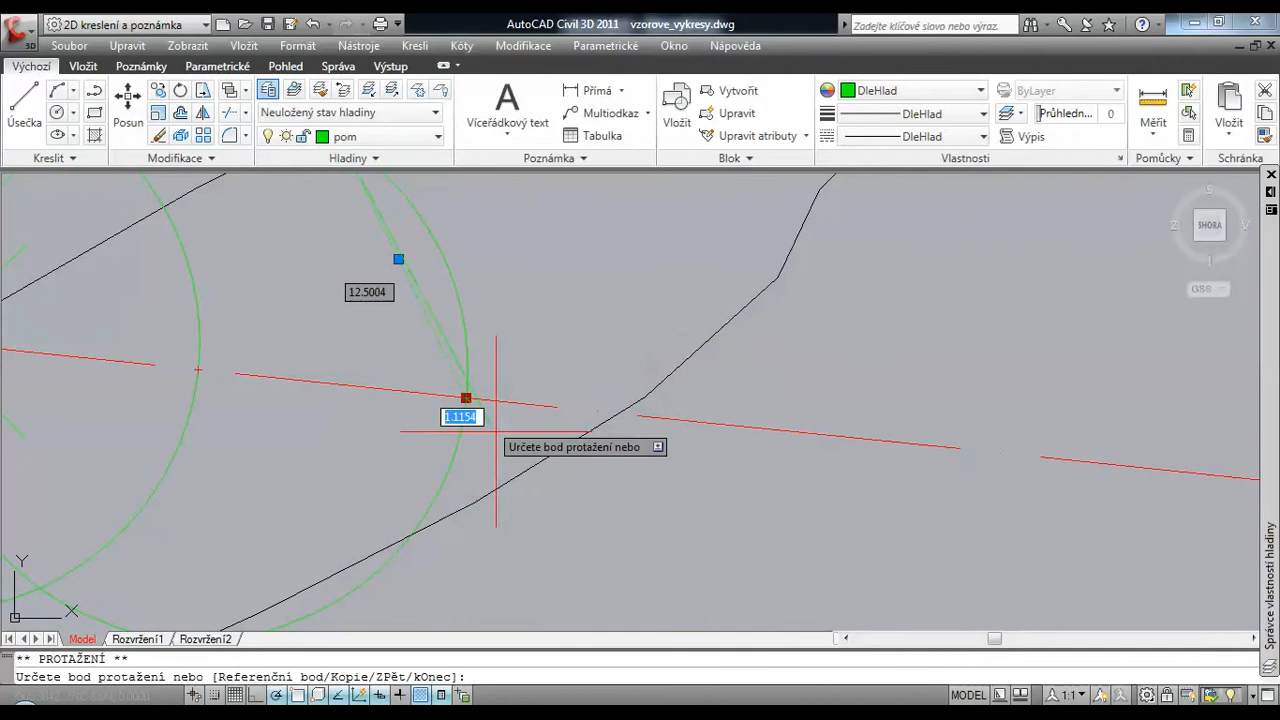 2D kreslení a poznámka
AutoCAD Civil 3D 2011 vzorove_vykresy.dwg
Zadejte klíčové slovo nebo výraz.
3D
Soubor Upravit Zobrazit Vložit Formát Nástroje Kresli Kóty Modifikace Parametrické Okno Nápověda
Výchozí Vložit Poznámky Parametrické Pohled Správa Výstup
Úsečka
Neuložený stav hladiny
pom
A
Víceřádkový text
Přímá
Multiodkaz
Tabulka
Vložit
Vytvořit
Upravit
Upravit atributy
DleHlad
DleHlad
DleHlad
ByLayer
Průhledn... 0
Výpis
Měřit
Vložit
Kreslit
Modifikace
Hladiny
Poznámka
Blok
Vlastnosti
Pomůcky
Schránka
S
Z SHORA V
GSS
12.5004
1.1154
Určete bod protažení nebo
Správce vlastností hladiny
Y
X
Model Rozvržení1 Rozvržení2
** PROTAŽENÍ **
Určete bod protažení nebo [Referenční bod/Kopie/ZPět/kOnec]:
MODEL
1:1